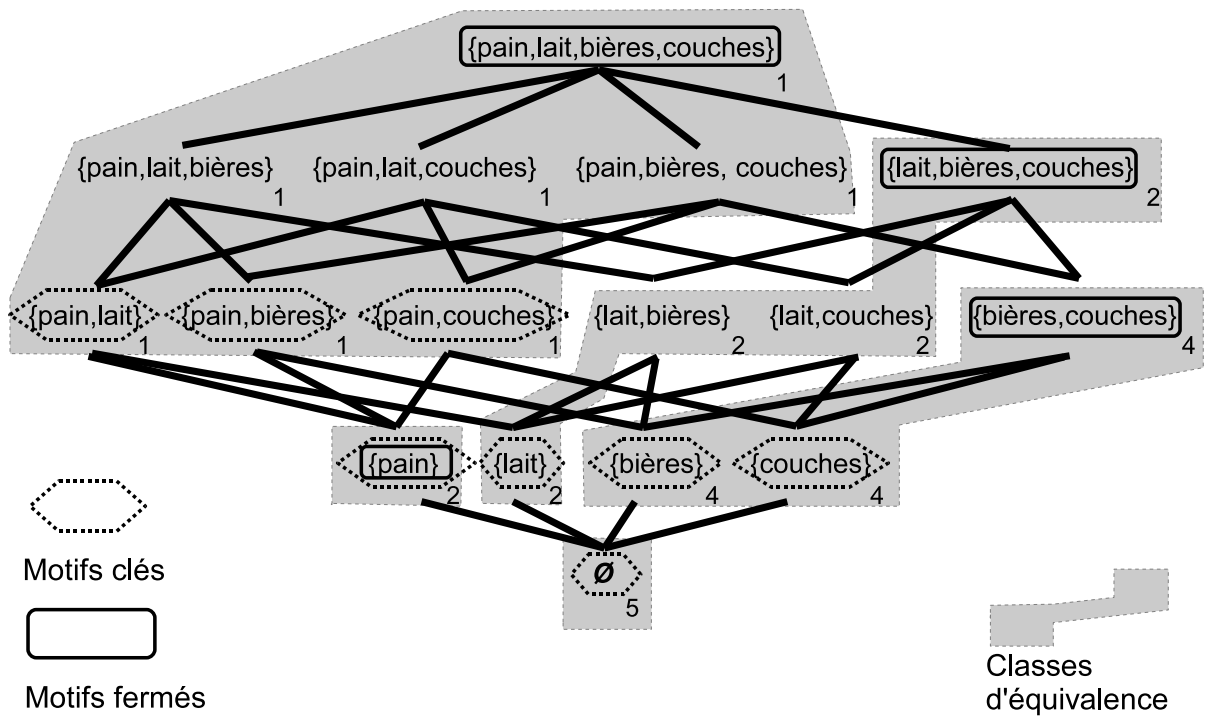 {pain,lait,bières,couches}
1
{pain,lait,bières}
1
{pain,lait,couches}
1
{pain,bières, couches}
1
{lait,bières,couches}
2
{pain,lait}
1
{pain,bières}
1
{pain,couches}
1
{lait,bières}
2
{lait,couches}
2
{bières,couches}
4
{pain}
2
{lait}
2
{bières}
4
{couches}
4
Ø
5
Motifs clés
Motifs fermés
Classes
d'équivalence